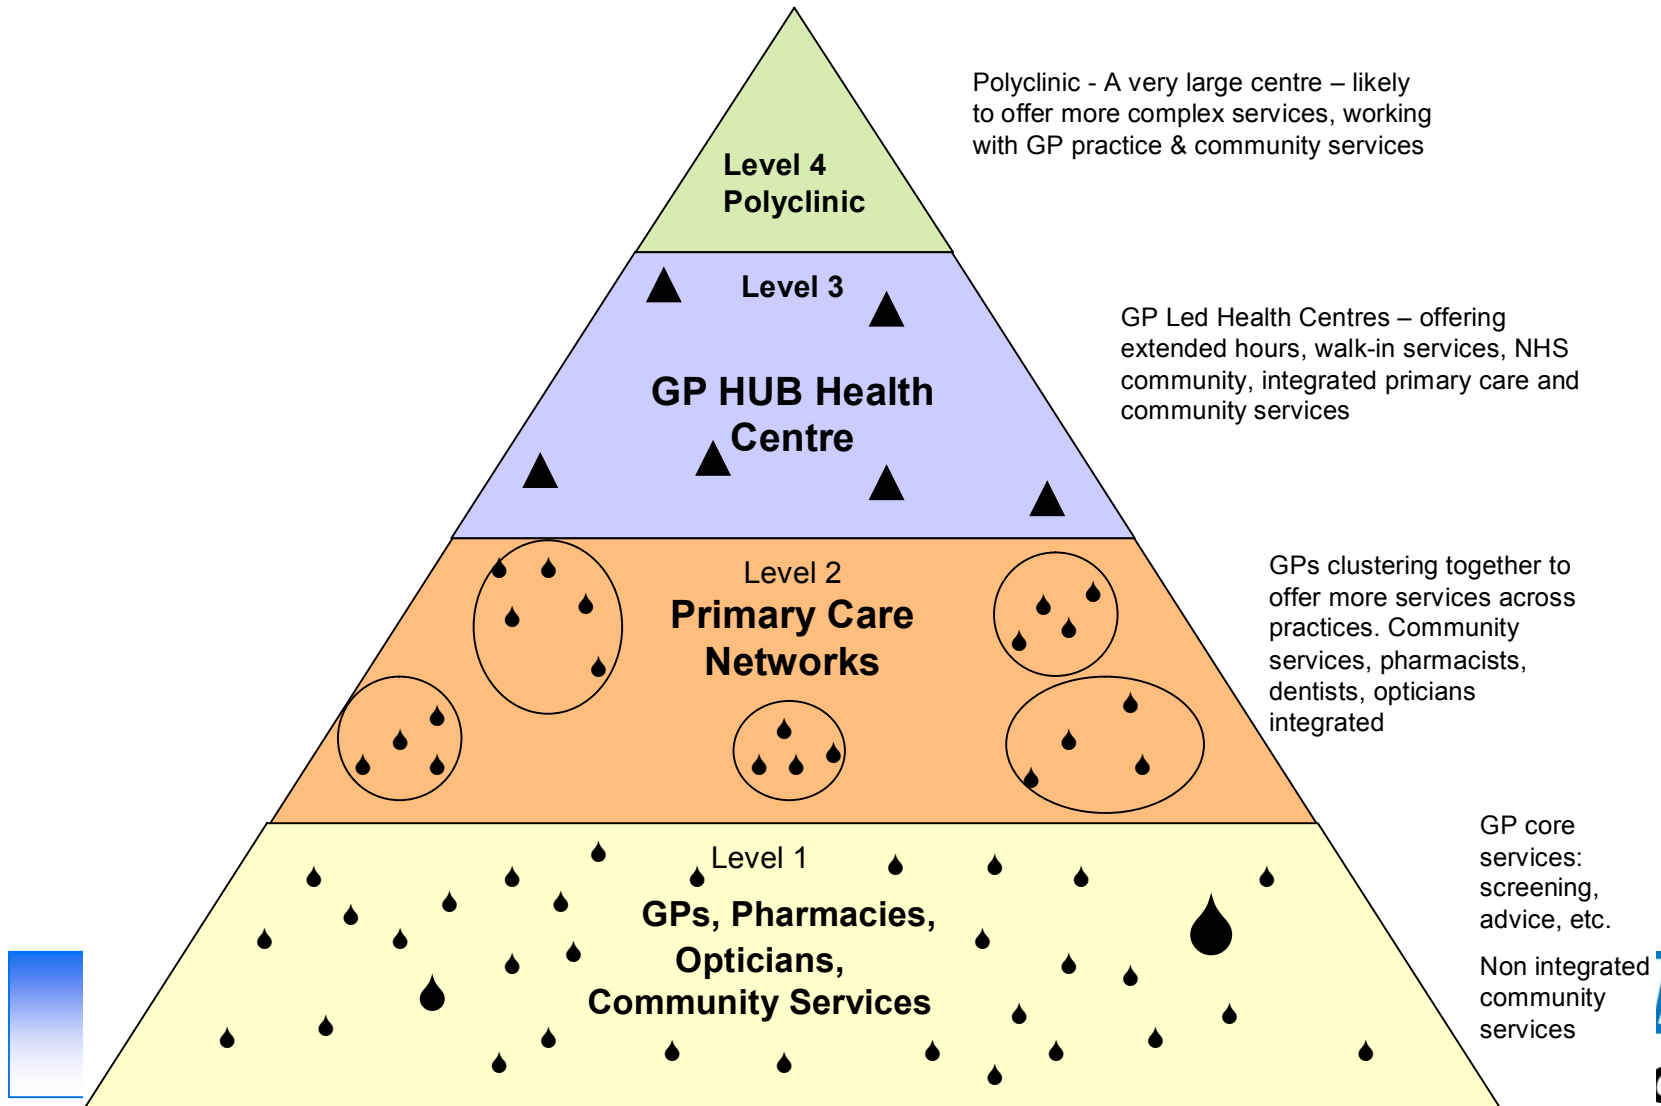 Polyclinic - A very large centre – likely
to offer more complex services, working
with GP practice & community services
Level 4
Polyclinic
Level 3
GP HUB Health
Centre
GP Led Health Centres – offering
extended hours, walk-in services, NHS
community, integrated primary care and
community services
Level 2
Primary Care
Networks
GPs clustering together to
offer more services across
practices. Community
services, pharmacists,
dentists, opticians
integrated
Level 1
GPs, Pharmacies,
Opticians,
Community Services
GP core
services:
screening,
advice, etc.
Non integrated
community
services